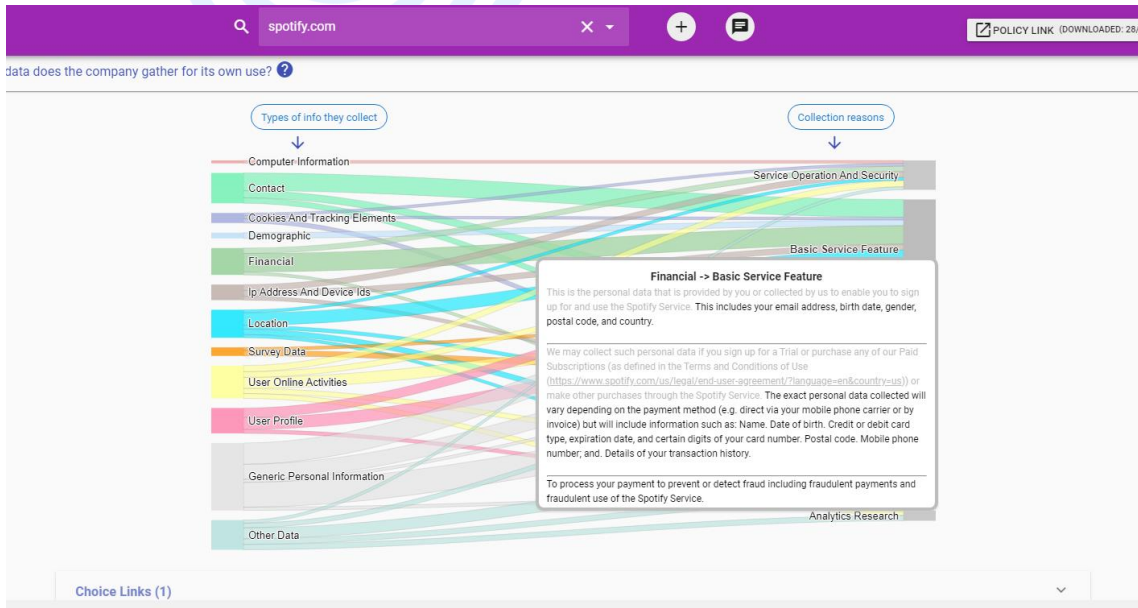 spotify.com
POLICY LINK (DOWNLOADED: 28/
data does the company gather for its own use?
Types of info they collect
Collection reasons
Computer Information
Contact
Cookies And Tracking Elements
Demographic
Financial
Ip Address And Device Ids
Location
Survey Data
User Online Activities
User Profile
Generic Personal Information
Other Data
Service Operation And Security
Basic Service Feature
Financial -> Basic Service Feature
This is the personal data that is provided by you or collected by us to enable you to sign
up for and use the Spotify Service. This includes your email address, birth date, gender,
postal code, and country.
We may collect such personal data if you sign up for a Trial or purchase any of our Paid
Subscriptions (as defined in the Terms and Conditions of Use
(https://www.spotify.com/us/legal/end-user-agreement/?language=en&country=us)) or
make other purchases through the Spotify Service. The exact personal data collected will
vary depending on the payment method (e.g. direct via your mobile phone carrier or by
invoice) but will include information such as: Name. Date of birth. Credit or debit card
type, expiration date, and certain digits of your card number. Postal code. Mobile phone
number; and. Details of your transaction history.
To process your payment to prevent or detect fraud including fraudulent payments and
fraudulent use of the Spotify Service.
Analytics Research
Choice Links (1)